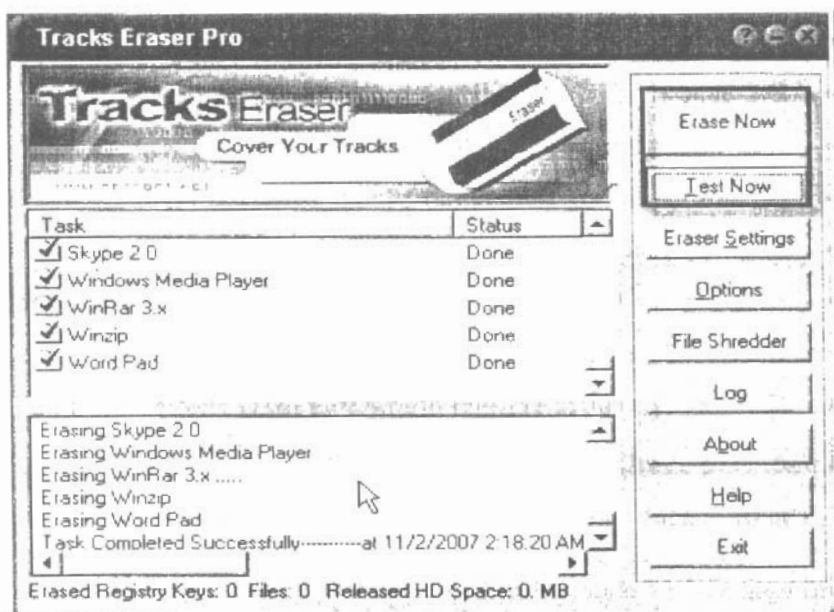 Tracks Eraser Pro
Tracks Eraser
Eraser
Cover Your Tracks
Erase Now
Test Now
Eraser Settings
Options
File Shredder
Log
About
Help
Exit
Task Status
Skype 2.0 Done
Windows Media Player Done
WinRar 3.x Done
Winzip Done
Word Pad Done
Erasing Skype 2.0
Erasing Windows Media Player
Erasing WinRar 3.x .....
Erasing Winzip
Erasing Word Pad
Task Completed Successfully----------at 11/2/2007 2:18:20 AM
Erased Registry Keys: 0 Files: 0 Released HD Space: 0. MB